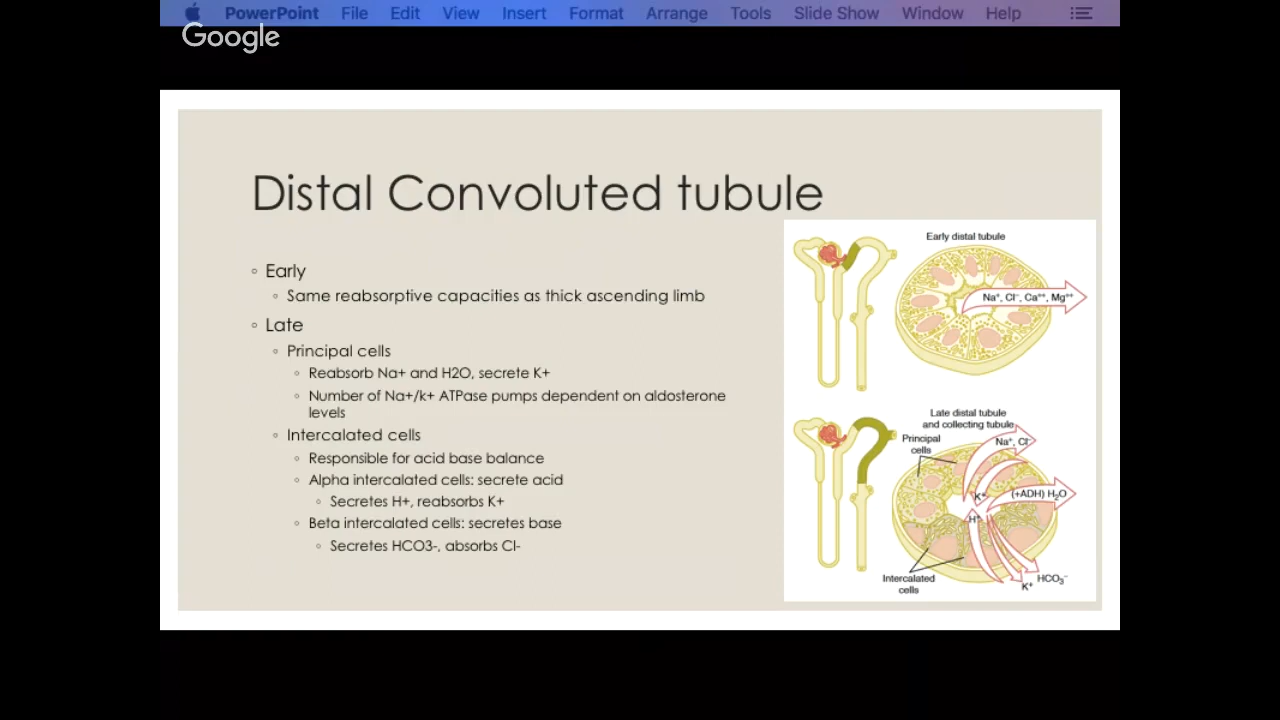 PowerPoint File Edit View Insert Format Arrange Tools Slide Show Window Help
Google
Distal Convoluted tubule
◦ Early
◦ Same reabsorptive capacities as thick ascending limb
◦ Late
◦ Principal cells
◦ Reabsorb Na+ and H2O, secrete K+
◦ Number of Na+/k+ ATPase pumps dependent on aldosterone
levels
◦ Intercalated cells
◦ Responsible for acid base balance
◦ Alpha intercalated cells: secrete acid
◦ Secretes H+, reabsorbs K+
◦ Beta intercalated cells: secretes base
◦ Secretes HCO3-, absorbs Cl-
Early distal tubule
Na⁺, Cl⁻, Ca⁺⁺, Mg⁺⁺
Late distal tubule
and collecting tubule
Principal
cells
Na⁺, Cl⁻
K⁺
(+ADH) H₂O
H⁺
Intercalated
cells
HCO₃⁻
K⁺